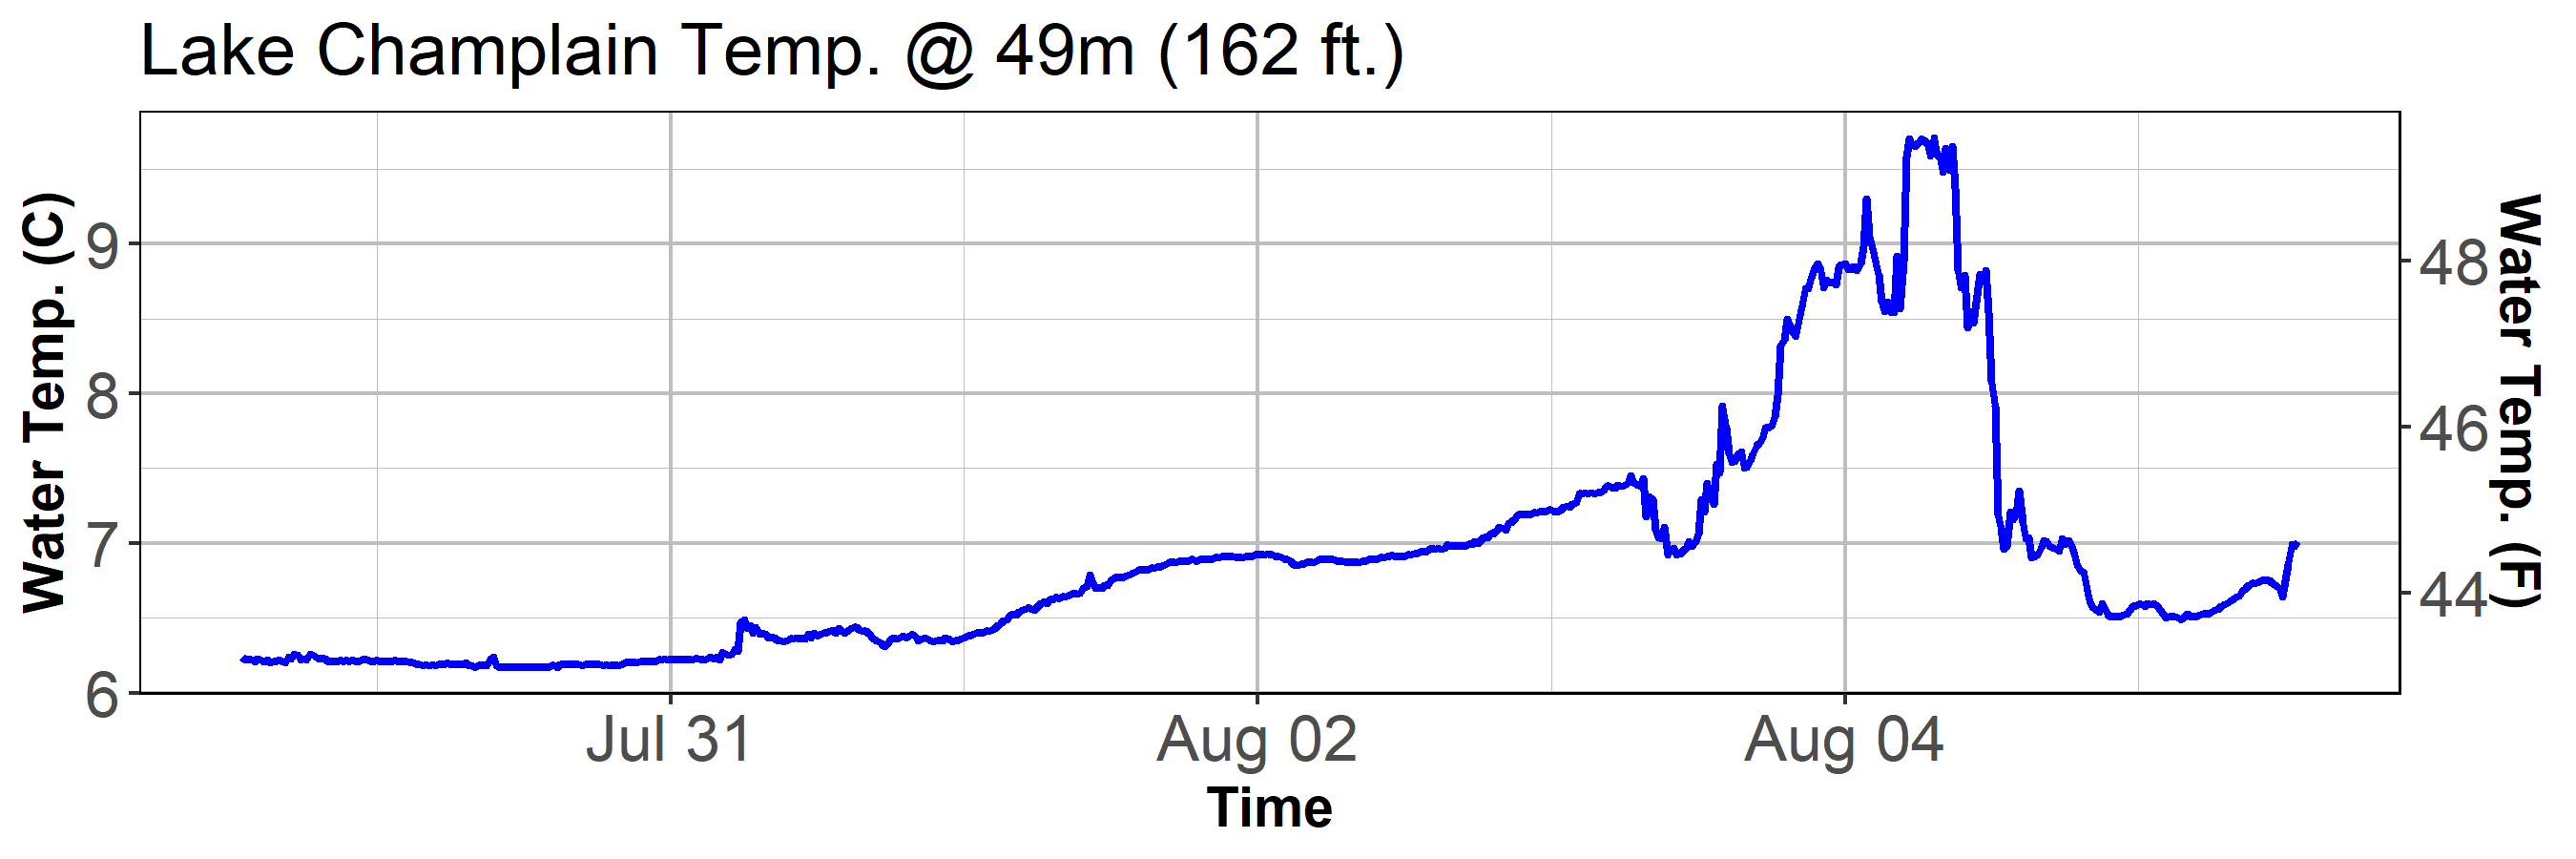 Lake Champlain Temp. @ 49m (162 ft.)
Water Temp. (C)
9
8
7
6
48
46
44
Water Temp. (F)
Jul 31
Aug 02
Aug 04
Time